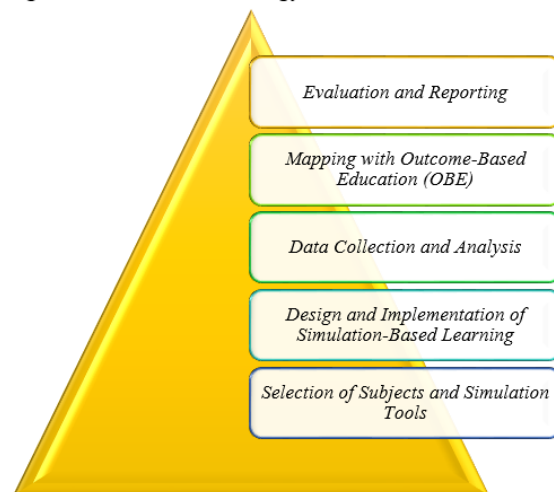 Evaluation and Reporting
Mapping with Outcome-Based
Education (OBE)
Data Collection and Analysis
Design and Implementation of
Simulation-Based Learning
Selection of Subjects and Simulation
Tools